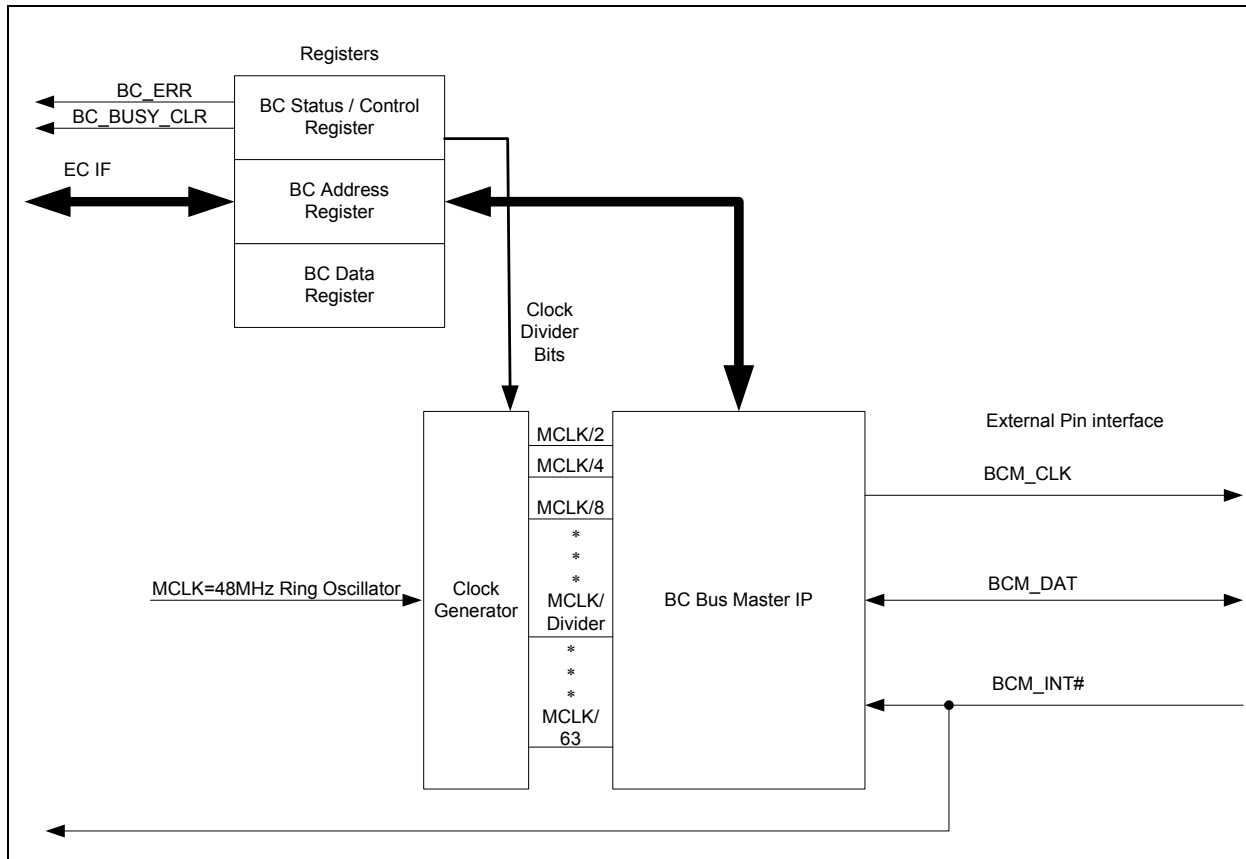 Registers
BC_ERR
BC_BUSY_CLR
BC Status / Control
Register
EC IF
BC Address
Register
BC Data
Register
Clock
Divider
Bits
MCLK/2
MCLK/4
MCLK/8
*
*
*
MCLK/
Divider
*
*
*
MCLK/
63
MCLK=48MHz Ring Oscillator
Clock
Generator
BC Bus Master IP
External Pin interface
BCM_CLK
BCM_DAT
BCM_INT#